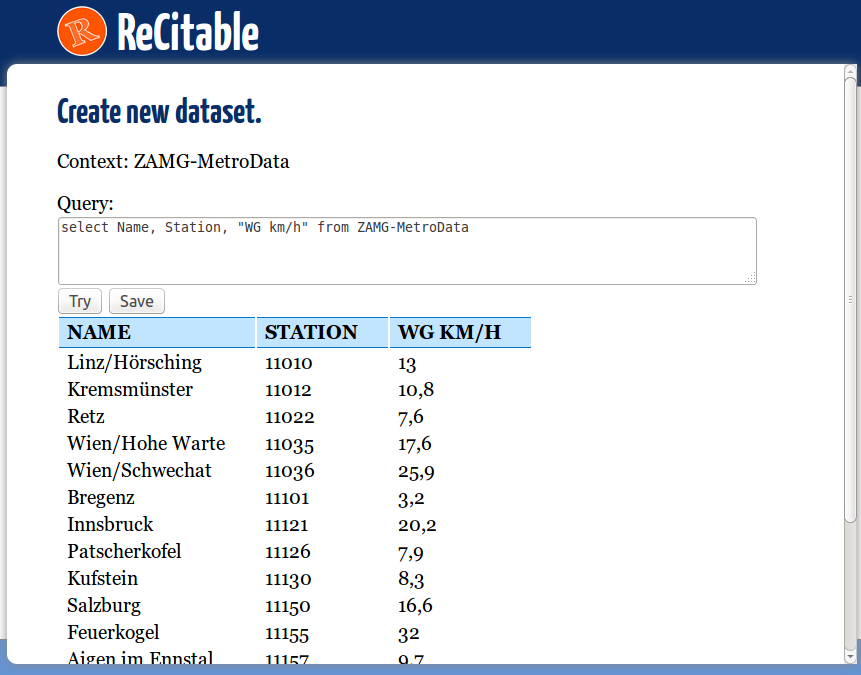 R ReCitable
Create new dataset.
Context: ZAMG-MetroData
Query:
select Name, Station, "WG km/h" from ZAMG-MetroData
Try Save
NAME STATION WG KM/H
Linz/Hörsching 11010 13
Kremsmünster 11012 10,8
Retz 11022 7,6
Wien/Hohe Warte 11035 17,6
Wien/Schwechat 11036 25,9
Bregenz 11101 3,2
Innsbruck 11121 20,2
Patscherkofel 11126 7,9
Kufstein 11130 8,3
Salzburg 11150 16,6
Feuerkogel 11155 32
Aigen im Ennstal 11157 9,7